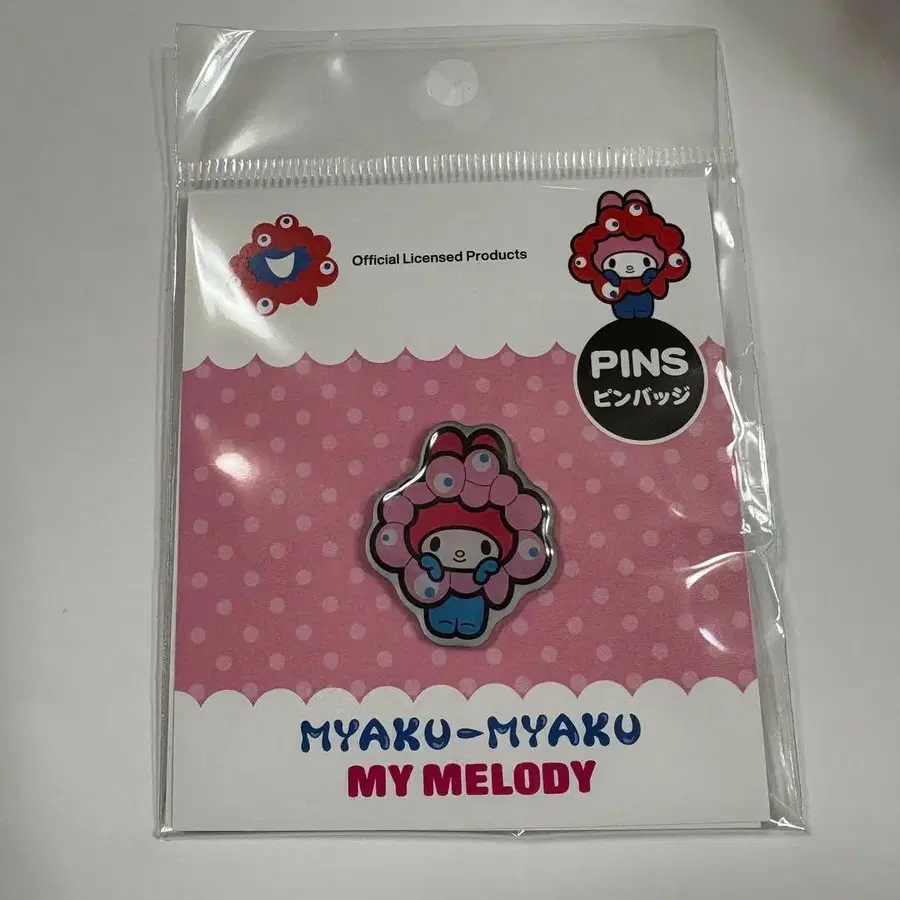 Official Licensed Products
PINS
ピンバッジ
MYAKU-MYAKU
MY MELODY